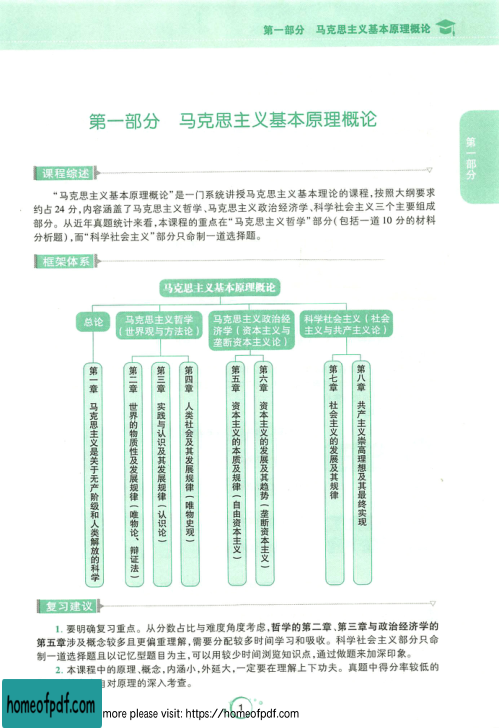 第一部分 马克思主义基本原理概论
第一部分 马克思主义基本原理概论
第一部分
课程综述
“马克思主义基本原理概论”是一门系统讲授马克思主义基本理论的课程,按照大纲要求
约占 24 分,内容涵盖了马克思主义哲学、马克思主义政治经济学、科学社会主义三个主要组成
部分。从近年真题统计来看,本课程的重点在“马克思主义哲学”部分(包括一道 10 分的材料
分析题),而“科学社会主义”部分只命制一道选择题。
框架体系
马克思主义基本原理概论
总论
马克思主义哲学
(世界观与方法论)
马克思主义政治经
济学(资本主义与
垄断资本主义论)
科学社会主义(社会
主义与共产主义论)
第一章 马克思主义是关于无产阶级和人类解放的科学
第二章 世界的物质性及发展规律(唯物论、辩证法)
第三章 实践与认识及其发展规律(认识论)
第四章 人类社会及其发展规律(唯物史观)
第五章 资本主义的本质及规律(自由资本主义)
第六章 资本主义的发展及其趋势(垄断资本主义)
第七章 社会主义的发展及其规律
第八章 共产主义崇高理想及其最终实现
复习建议
1. 要明确复习重点。从分数占比与难度角度考虑,哲学的第二章、第三章与政治经济学的
第五章涉及概念较多且更偏重理解,需要分配较多时间学习和吸收。科学社会主义部分只命
制一道选择题且以记忆型题目为主,可以用较少时间浏览知识点,通过做题来加深印象。
2. 本课程中的原理、概念,内涵小,外延大,一定要在理解上下功夫。真题中得分率较低的
自对原理的深入考查。
1
homeofpdf.com
more please visit: https://homeofpdf.com